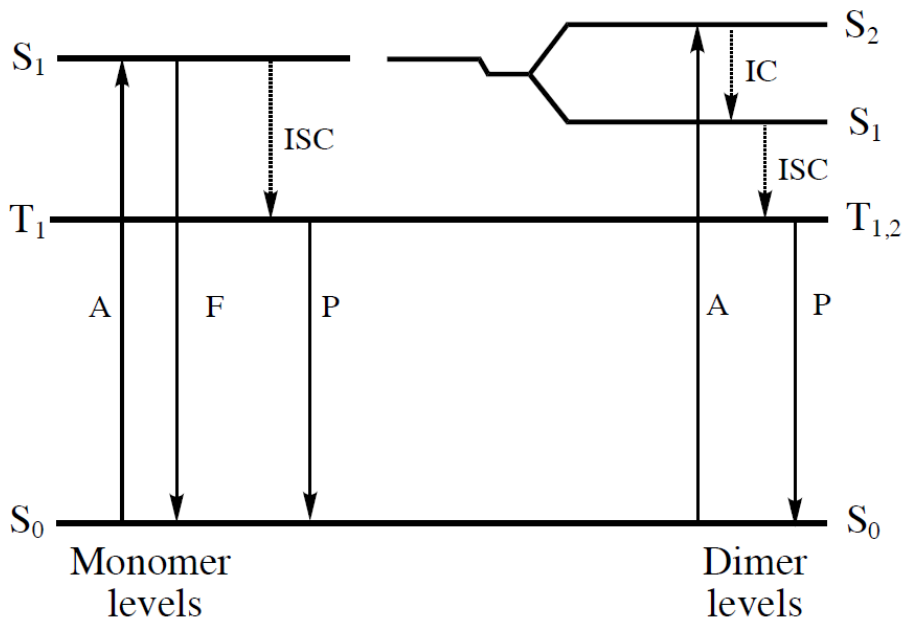 S₁
ISC
T₁
A
F
P
S₀
Monomer
levels
S₂
IC
S₁
ISC
T₁,₂
A
P
S₀
Dimer
levels